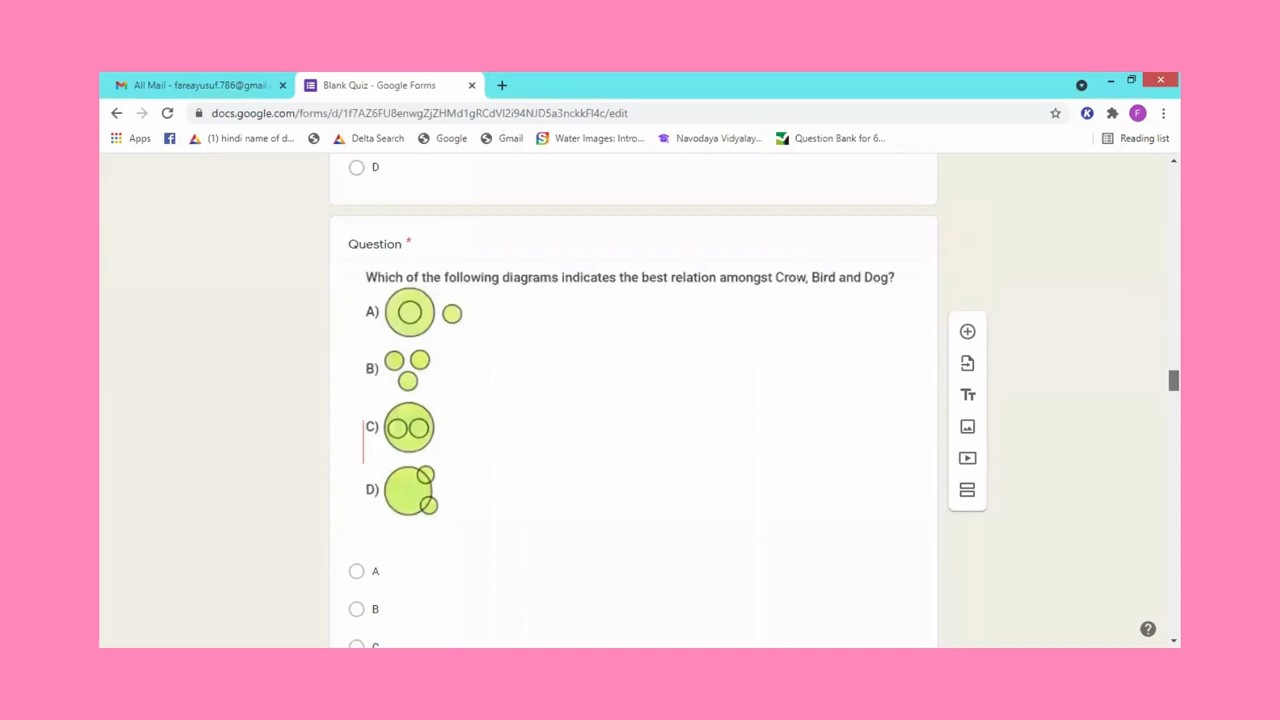 All Mail - fareayusuf.786@gmail.
Blank Quiz - Google Forms
docs.google.com/forms/d/1f7AZ6FU8enwgZjZHMd1gRCdVl2i94NJD5a3nckkFl4c/edit
Apps
(1) hindi name of d...
Delta Search
Google
Gmail
Water Images: Intro...
Navodaya Vidyalay...
Question Bank for 6...
Reading list
D
Question *
Which of the following diagrams indicates the best relation amongst Crow, Bird and Dog?
A)
B)
C)
D)
A
B
C